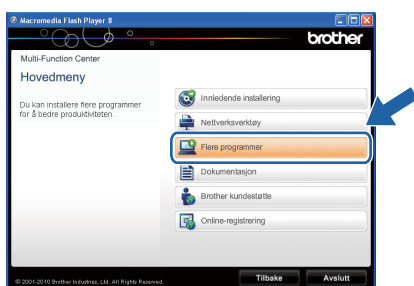 Macromedia Flash Player 8
brother
Multi-Function Center
Hovedmeny
Du kan installere flere programmer
for å bedre produktiviteten.
Innledende installering
Nettverksverktøy
Flere programmer
Dokumentasjon
Brother kundestøtte
Online-registrering
© 2001-2010 Brother Industries, Ltd. All Rights Reserved.
Tilbake
Avslutt